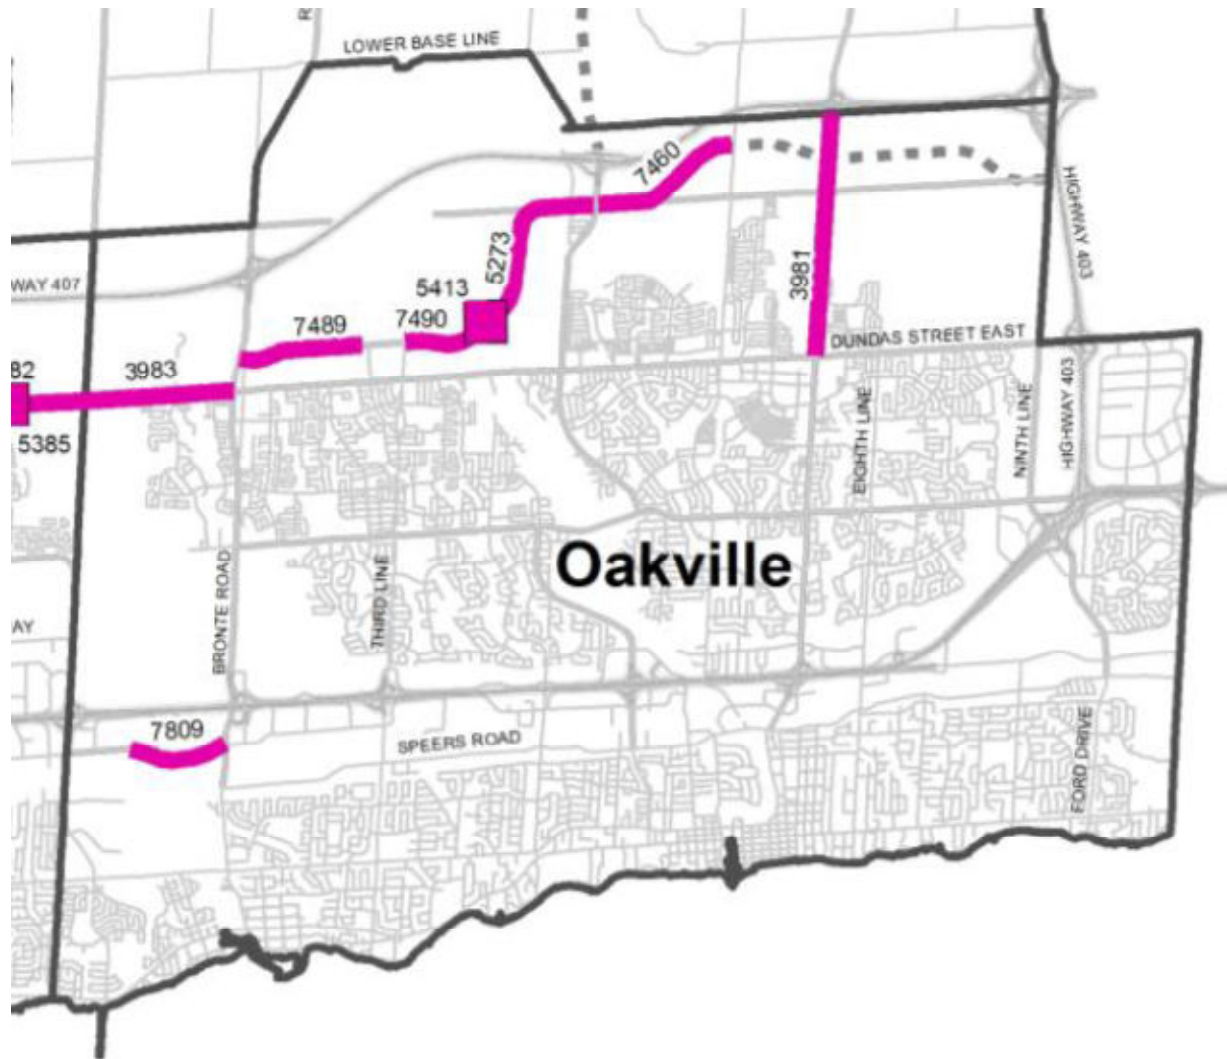 R
LOWER BASE LINE
7460
HIGHWAY 403
WAY 407
5273
3981
5413
7489
7490
DUNDAS STREET EAST
82
3983
5385
EIGHTH LINE
NINTH LINE
HIGHWAY 403
Oakville
BRONTE ROAD
THIRD LINE
AY
7809
SPEERS ROAD
FORD DRIVE